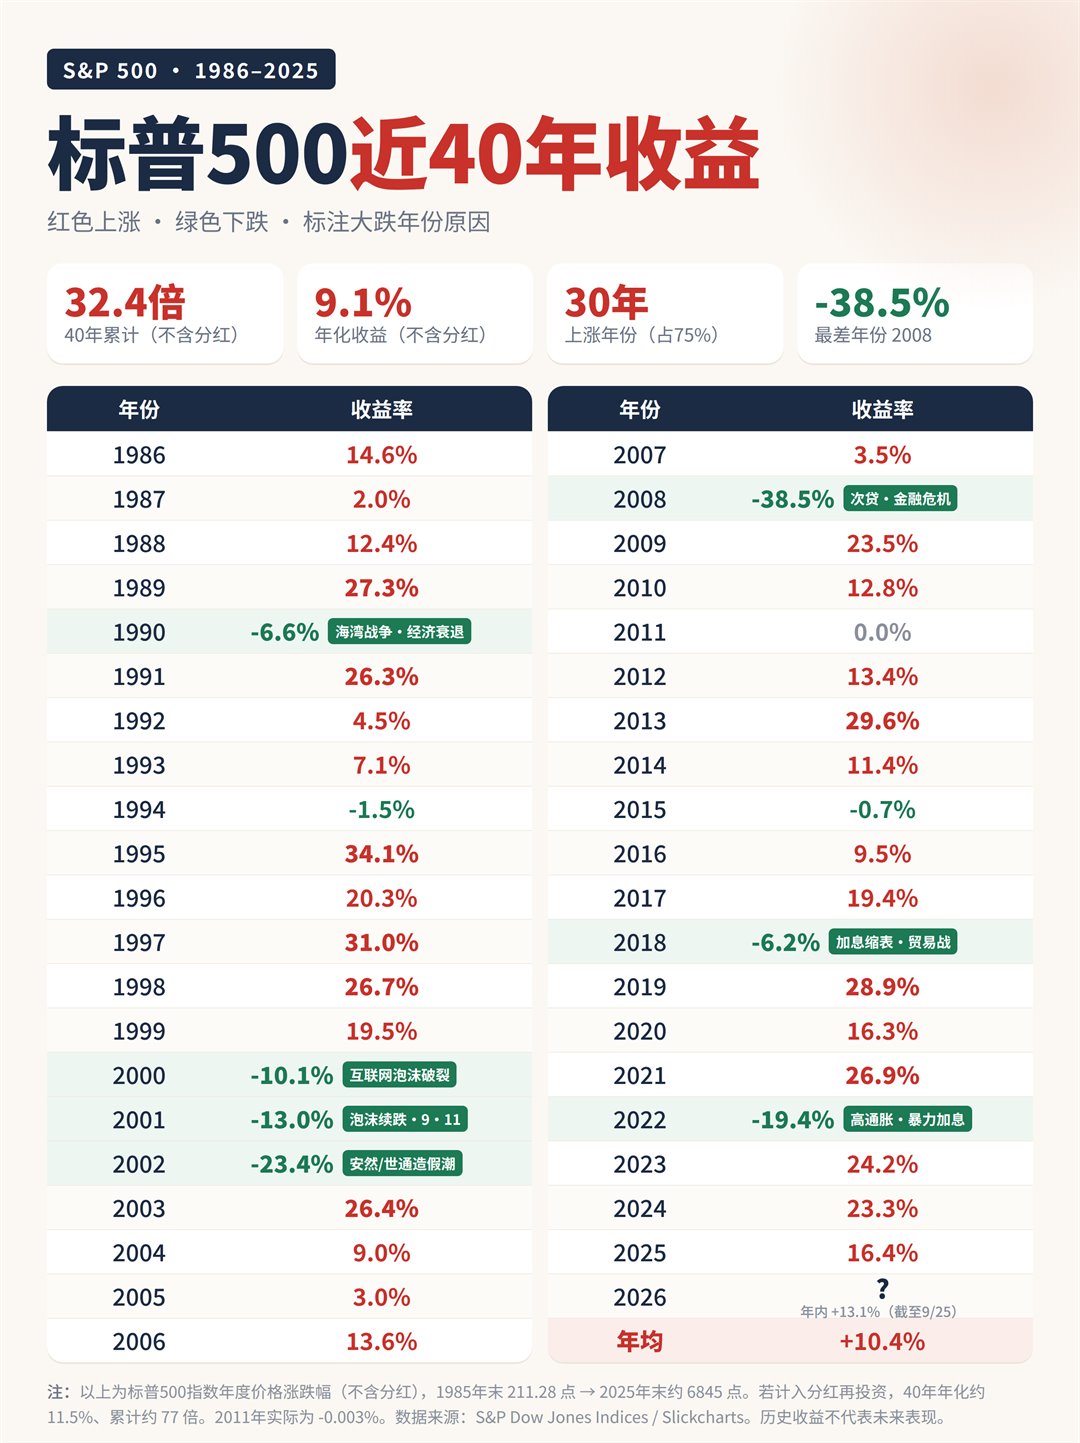 S&P 500 · 1986–2025
标普500近40年收益
红色上涨 · 绿色下跌 · 标注大跌年份原因
32.4倍
40年累计（不含分红）
9.1%
年化收益（不含分红）
30年
上涨年份（占75%）
-38.5%
最差年份 2008
年份 收益率
1986 14.6%
1987 2.0%
1988 12.4%
1989 27.3%
1990 -6.6% 海湾战争·经济衰退
1991 26.3%
1992 4.5%
1993 7.1%
1994 -1.5%
1995 34.1%
1996 20.3%
1997 31.0%
1998 26.7%
1999 19.5%
2000 -10.1% 互联网泡沫破裂
2001 -13.0% 泡沫续跌·9·11
2002 -23.4% 安然/世通造假潮
2003 26.4%
2004 9.0%
2005 3.0%
2006 13.6%
年份 收益率
2007 3.5%
2008 -38.5% 次贷·金融危机
2009 23.5%
2010 12.8%
2011 0.0%
2012 13.4%
2013 29.6%
2014 11.4%
2015 -0.7%
2016 9.5%
2017 19.4%
2018 -6.2% 加息缩表·贸易战
2019 28.9%
2020 16.3%
2021 26.9%
2022 -19.4% 高通胀·暴力加息
2023 24.2%
2024 23.3%
2025 16.4%
2026 ?
年内 +13.1%（截至9/25）
年均 +10.4%
注：以上为标普500指数年度价格涨跌幅（不含分红），1985年末 211.28 点 → 2025年末约 6845 点。若计入分红再投资，40年年化约
11.5%、累计约 77 倍。2011年实际为 -0.003%。数据来源：S&P Dow Jones Indices / Slickcharts。历史收益不代表未来表现。